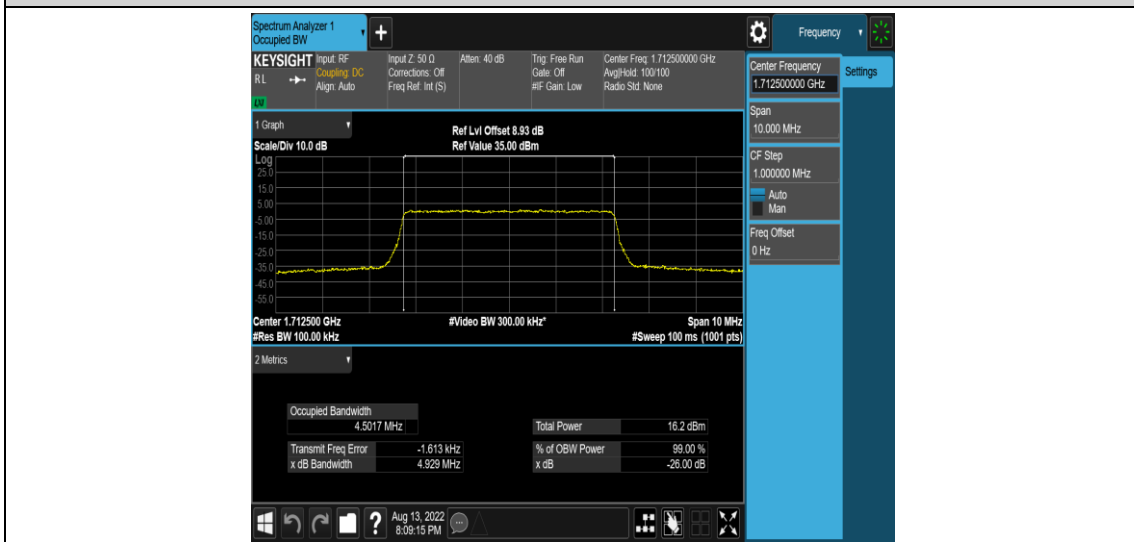 Spectrum Analyzer 1
Occupied BW
+
Frequency
KEYSIGHT
RL
Input: RF
Coupling: DC
Align: Auto
Input Z: 50 Ω
Corrections: Off
Freq Ref: Int (S)
Atten: 40 dB
Trig: Free Run
Gate: Off
#IF Gain: Low
Center Freq: 1.712500000 GHz
Avg|Hold: 100/100
Radio Std: None
Center Frequency
1.712500000 GHz
Settings
Span
10.000 MHz
CF Step
1.000000 MHz
Auto
Man
Freq Offset
0 Hz
1 Graph
Scale/Div 10.0 dB
Ref Lvl Offset 8.93 dB
Ref Value 35.00 dBm
Log
25.0
15.0
5.00
-5.00
-15.0
-25.0
-35.0
-45.0
-55.0
Center 1.712500 GHz
#Video BW 300.00 kHz*
Span 10 MHz
#Res BW 100.00 kHz
#Sweep 100 ms (1001 pts)
2 Metrics
Occupied Bandwidth
4.5017 MHz
Total Power 16.2 dBm
Transmit Freq Error -1.613 kHz
% of OBW Power 99.00 %
x dB Bandwidth 4.929 MHz
x dB -26.00 dB
?
Aug 13, 2022
8:09:15 PM